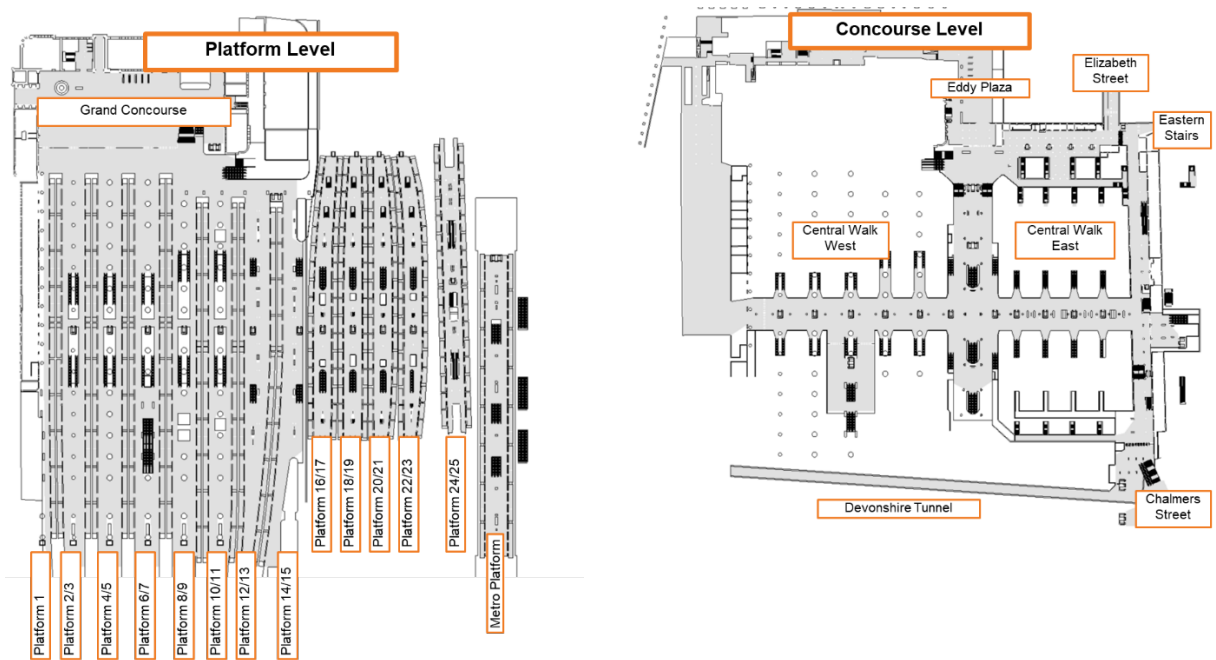 Platform Level
Grand Concourse
Platform 1
Platform 2/3
Platform 4/5
Platform 6/7
Platform 8/9
Platform 10/11
Platform 12/13
Platform 14/15
Platform 16/17
Platform 18/19
Platform 20/21
Platform 22/23
Platform 24/25
Metro Platform
Concourse Level
Eddy Plaza
Elizabeth
Street
Eastern
Stairs
Central Walk
West
Central Walk
East
Devonshire Tunnel
Chalmers
Street